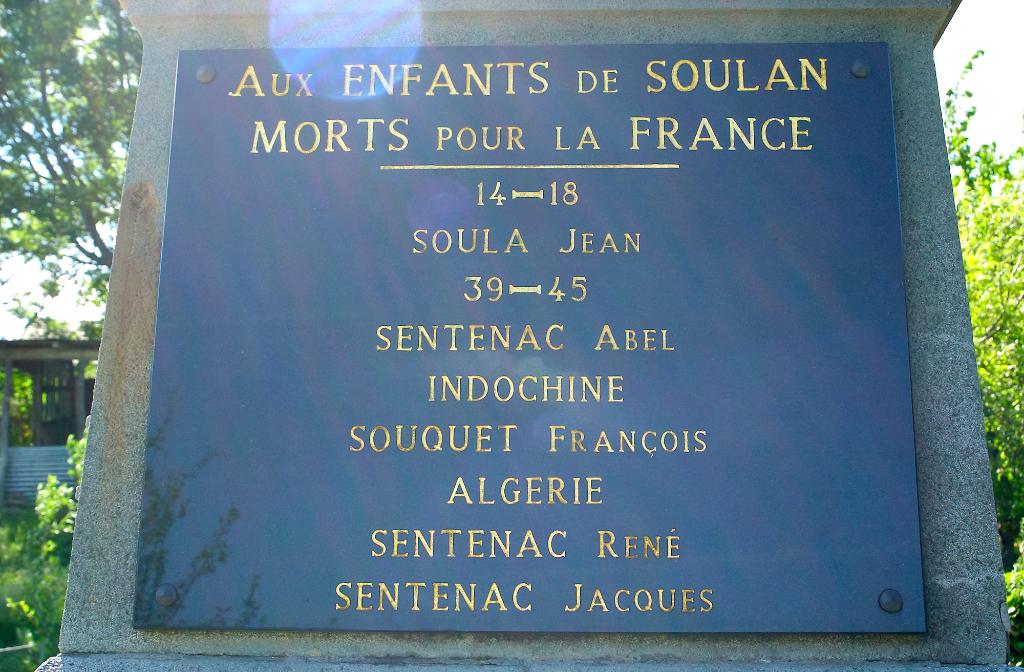 Aux ENFANTS DE SOULAN
MORTS POUR LA FRANCE
14-18
SOULA JEAN
39-45
SENTENAC ABEL
INDOCHINE
SOUQUET FRANÇOIS
ALGERIE
SENTENAC RENÉ
SENTENAC JACQUES